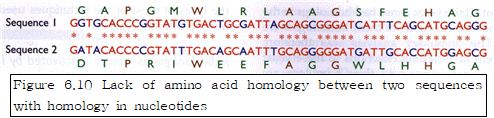 G A P G M W L R L A A G S F H A G
Sequence 1 GGTGCACCCGGTATGTGACTGCGATTAGCAGCGGGATCATTTCAGCATGCAGGG
* * ***** **** **** ** *** **** ***** *** ** **** ** *
Sequence 2 GATACACCCCGTATTTGACAGCAATTTGCAGGGGGATGATTGCACCATGGAGCG
D T P R I W E E F A G G W L H H G A
Figure 6.10 Lack of amino acid homology between two sequences
with homology in nucleotides